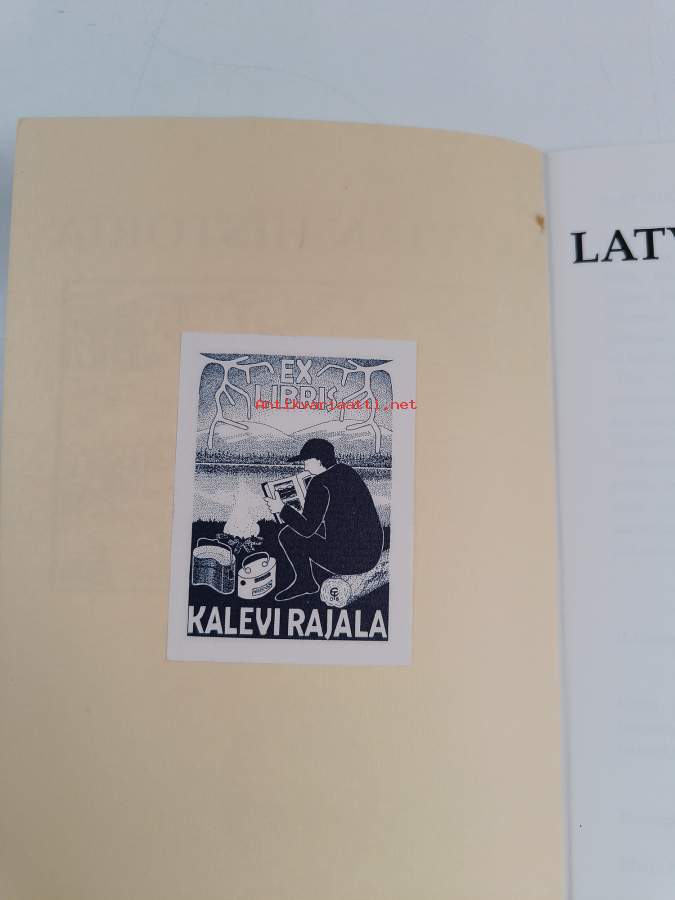 EX
LIBRIS
Antikvariaatti.net
KALEVI RAJALA
LATV